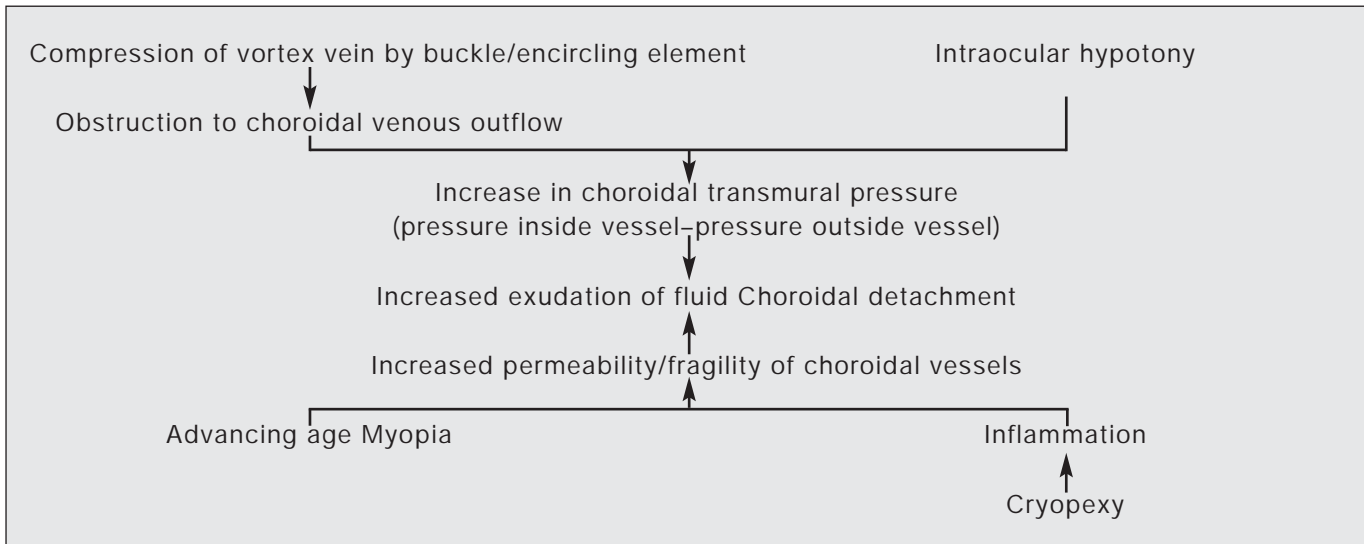 Compression of vortex vein by buckle/encircling element
Intraocular hypotony
Obstruction to choroidal venous outflow
Increase in choroidal transmural pressure
(pressure inside vessel–pressure outside vessel)
Increased exudation of fluid Choroidal detachment
Increased permeability/fragility of choroidal vessels
Advancing age Myopia
Inflammation
Cryopexy